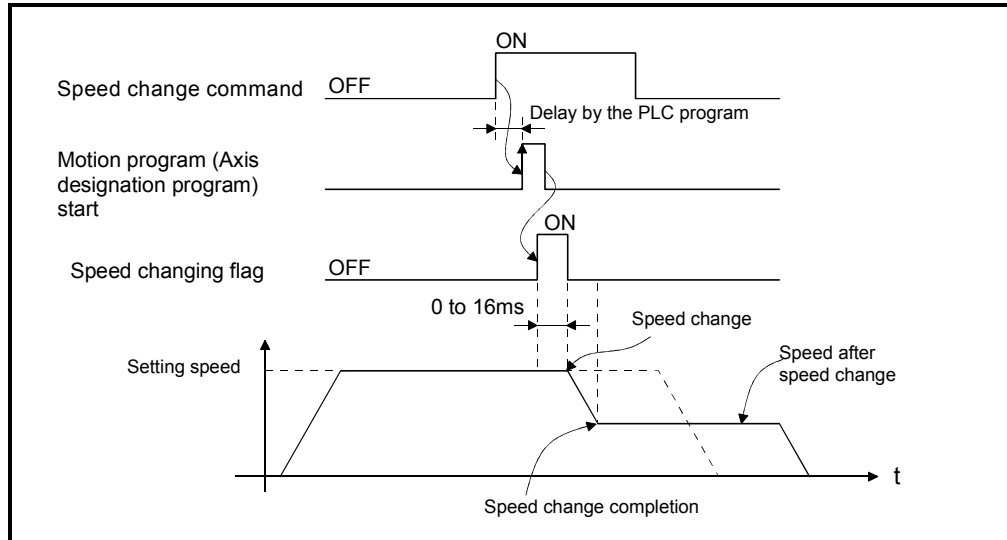 ON
Speed change command
OFF
Delay by the PLC program
Motion program (Axis
designation program)
start
ON
Speed changing flag
OFF
0 to 16ms
Speed change
Setting speed
Speed after
speed change
t
Speed change completion